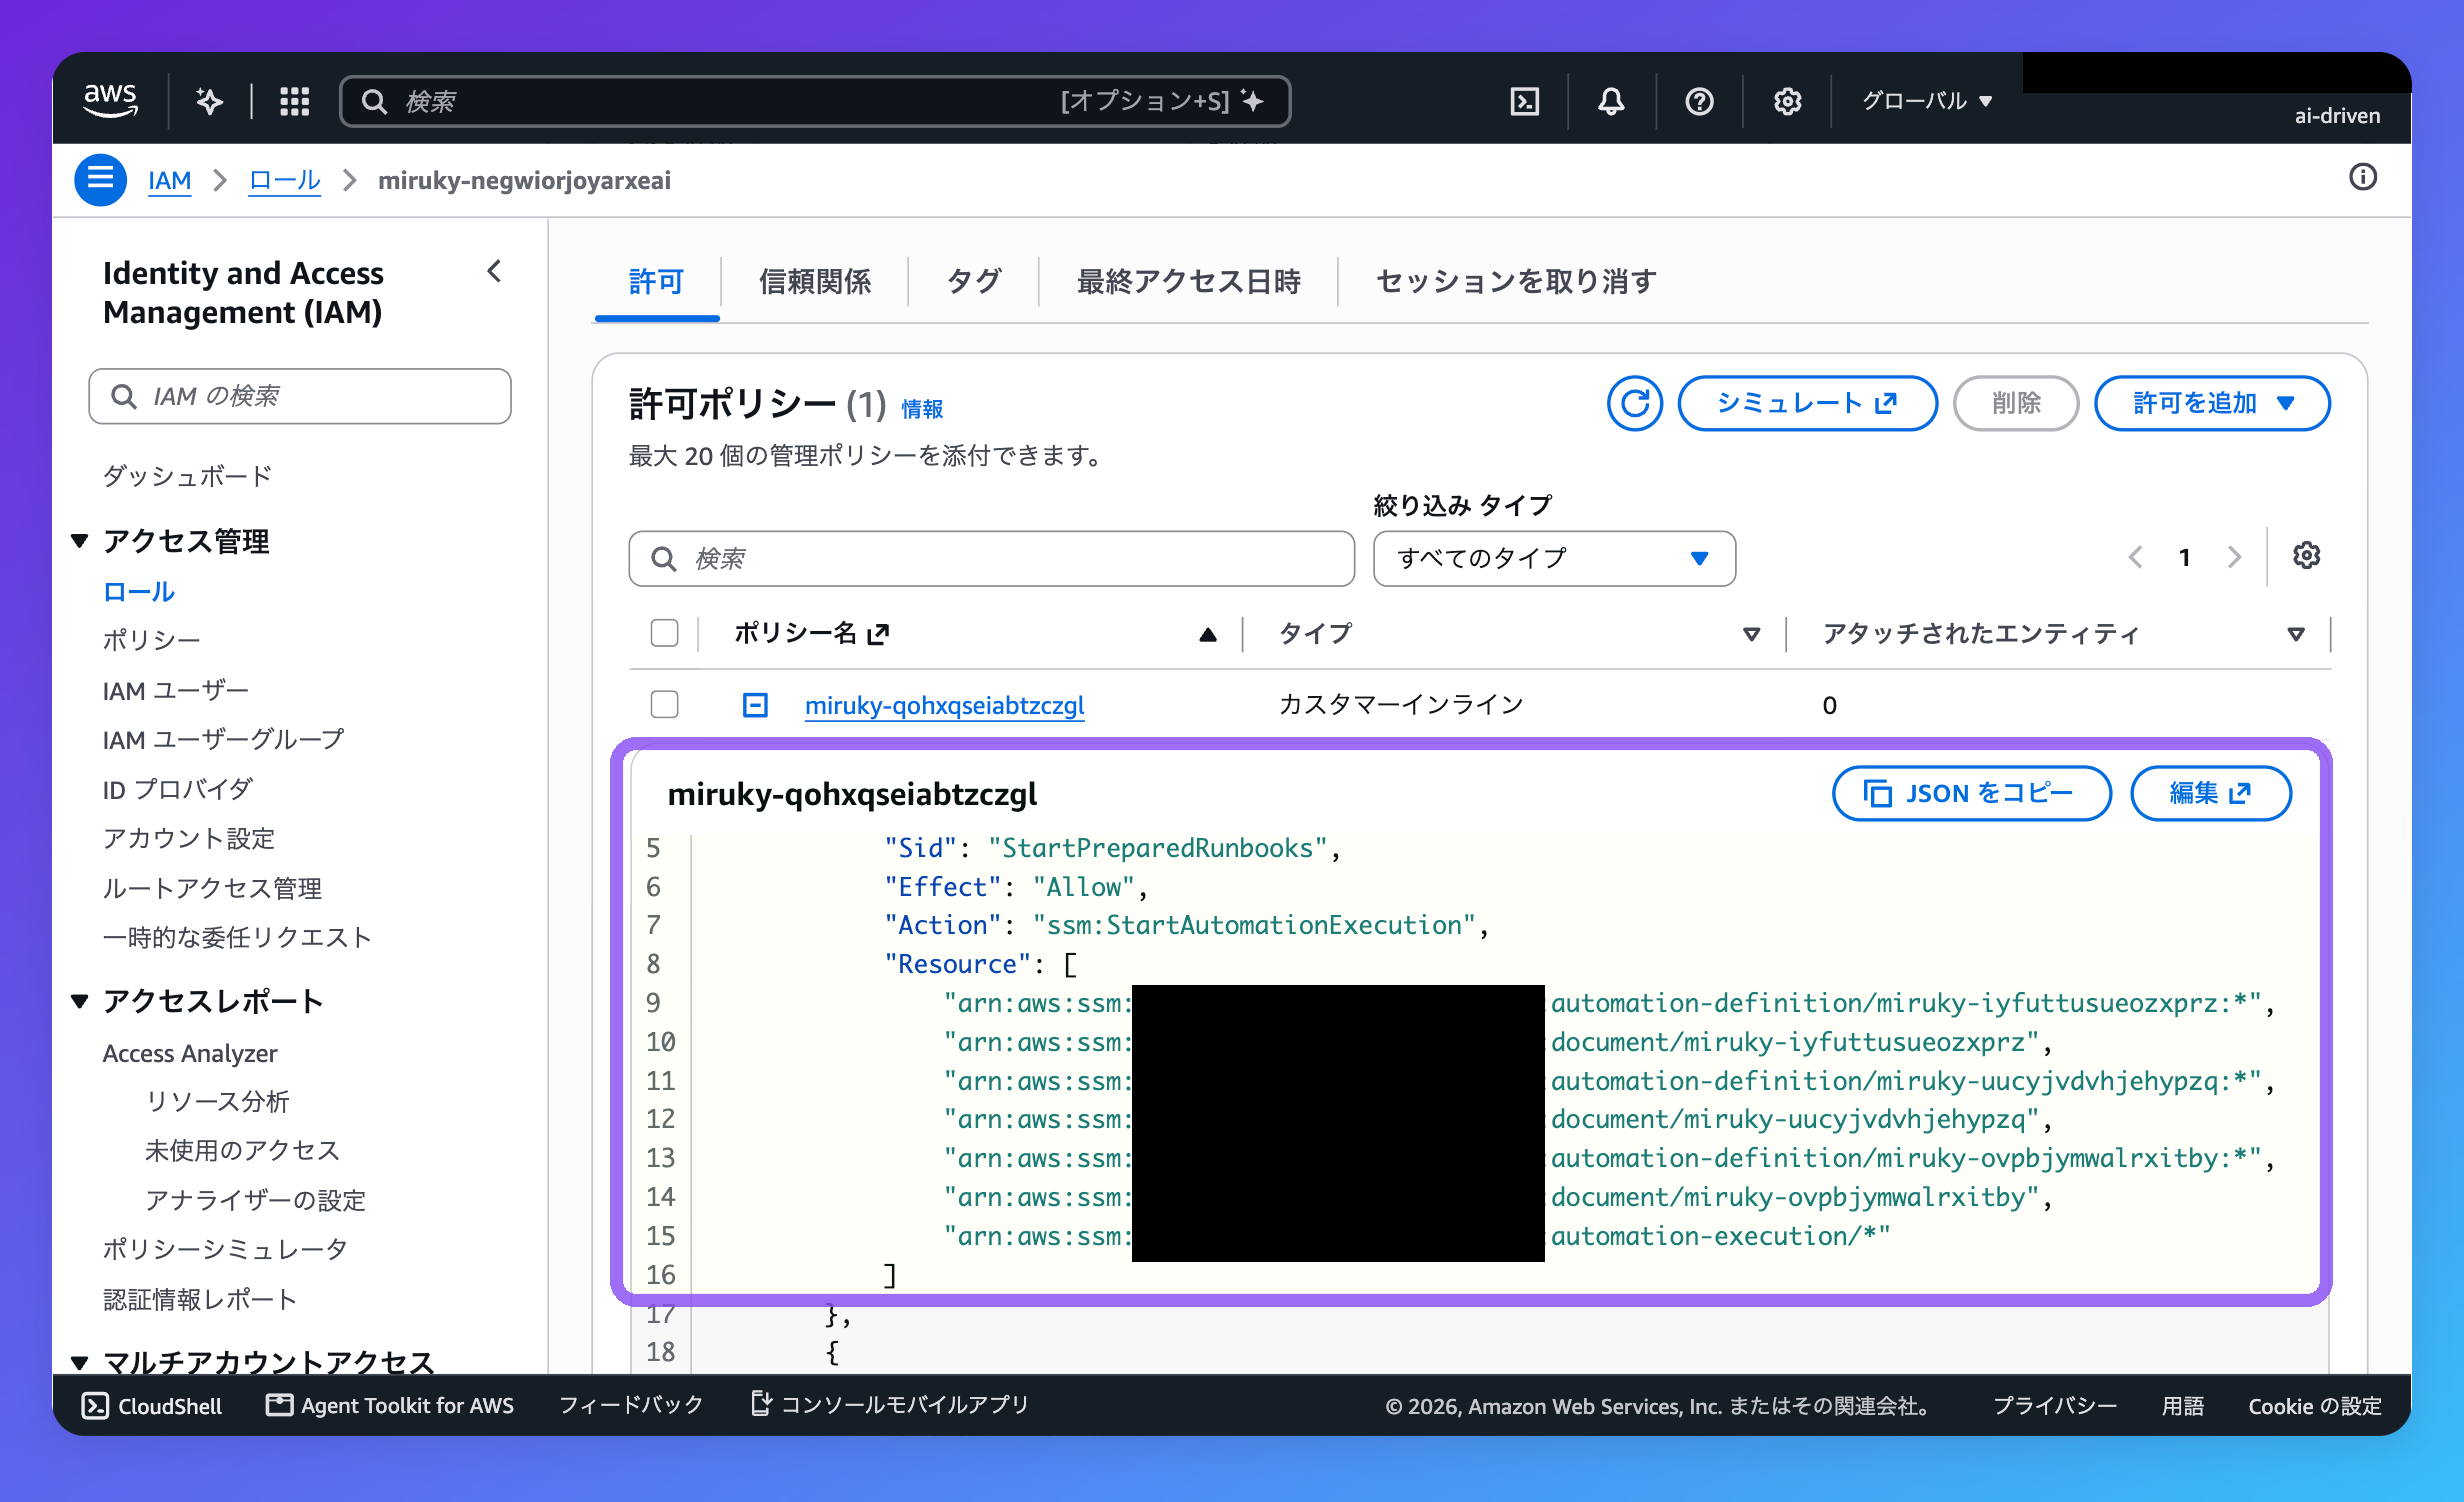 aws
検索
[オプション+S]
グローバル ▼
ai-driven
IAM
ロール
miruky-negwiorjoyarxeai
Identity and Access
Management (IAM)
IAM の検索
ダッシュボード
アクセス管理
ロール
ポリシー
IAM ユーザー
IAM ユーザーグループ
ID プロバイダ
アカウント設定
ルートアクセス管理
一時的な委任リクエスト
アクセスレポート
Access Analyzer
リソース分析
未使用のアクセス
アナライザーの設定
ポリシーシミュレータ
認証情報レポート
マルチアカウントアクセス
許可
信頼関係
タグ
最終アクセス日時
セッションを取り消す
許可ポリシー (1) 情報
最大 20 個の管理ポリシーを添付できます。
シミュレート
削除
許可を追加
絞り込み タイプ
検索
すべてのタイプ
1
ポリシー名
タイプ
アタッチされたエンティティ
miruky-qohxqseiabtzczgl
カスタマーインライン
0
miruky-qohxqseiabtzczgl
JSON をコピー
編集
5 "Sid": "StartPreparedRunbooks",
6 "Effect": "Allow",
7 "Action": "ssm:StartAutomationExecution",
8 "Resource": [
9 "arn:aws:ssm: :automation-definition/miruky-iyfuttusueozxprz:*",
10 "arn:aws:ssm: :document/miruky-iyfuttusueozxprz",
11 "arn:aws:ssm: :automation-definition/miruky-uucyjvdvhjehypzq:*",
12 "arn:aws:ssm: :document/miruky-uucyjvdvhjehypzq",
13 "arn:aws:ssm: :automation-definition/miruky-ovpbjymwalrxitby:*",
14 "arn:aws:ssm: :document/miruky-ovpbjymwalrxitby",
15 "arn:aws:ssm: :automation-execution/*"
16 ]
17 },
18 {
CloudShell
Agent Toolkit for AWS
フィードバック
コンソールモバイルアプリ
© 2026, Amazon Web Services, Inc. またはその関連会社。
プライバシー
用語
Cookie の設定